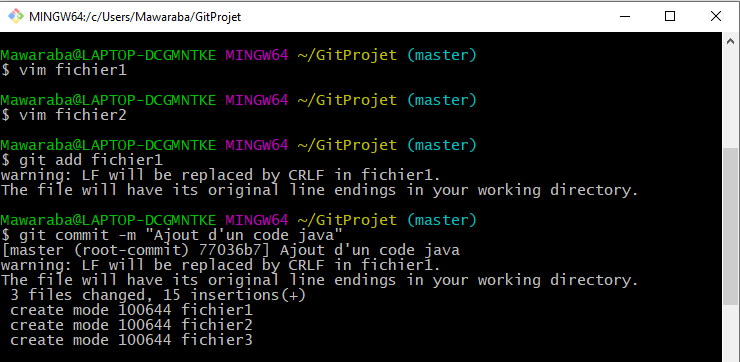 MINGW64:/c/Users/Mawaraba/GitProjet
Mawaraba@LAPTOP-DCGMNTKE MINGW64 ~/GitProjet (master)
$ vim fichier1
Mawaraba@LAPTOP-DCGMNTKE MINGW64 ~/GitProjet (master)
$ vim fichier2
Mawaraba@LAPTOP-DCGMNTKE MINGW64 ~/GitProjet (master)
$ git add fichier1
warning: LF will be replaced by CRLF in fichier1.
The file will have its original line endings in your working directory.
Mawaraba@LAPTOP-DCGMNTKE MINGW64 ~/GitProjet (master)
$ git commit -m "Ajout d'un code java"
[master (root-commit) 77036b7] Ajout d'un code java
warning: LF will be replaced by CRLF in fichier1.
The file will have its original line endings in your working directory.
 3 files changed, 15 insertions(+)
 create mode 100644 fichier1
 create mode 100644 fichier2
 create mode 100644 fichier3